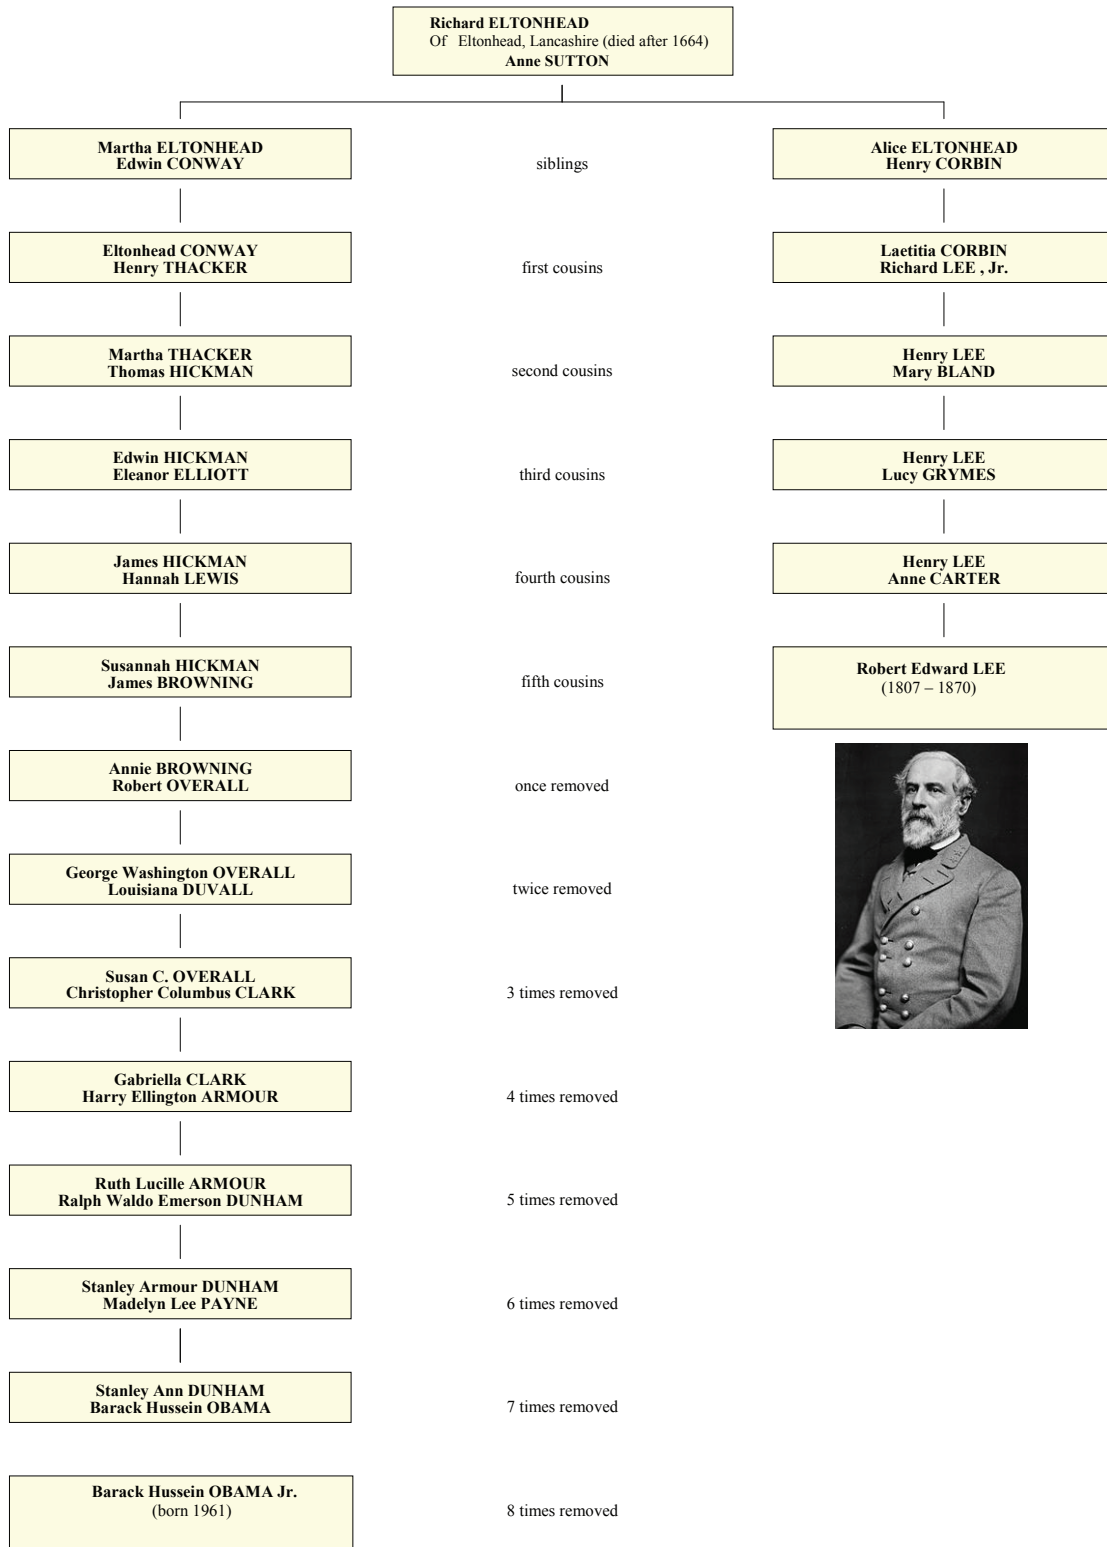 Richard ELTONHEAD
Of Eltonhead, Lancashire (died after 1664)
Anne SUTTON
Martha ELTONHEAD
Edwin CONWAY
siblings
Alice ELTONHEAD
Henry CORBIN
Eltonhead CONWAY
Henry THACKER
first cousins
Laetitia CORBIN
Richard LEE , Jr.
Martha THACKER
Thomas HICKMAN
second cousins
Henry LEE
Mary BLAND
Edwin HICKMAN
Eleanor ELLIOTT
third cousins
Henry LEE
Lucy GRYMES
James HICKMAN
Hannah LEWIS
fourth cousins
Henry LEE
Anne CARTER
Susannah HICKMAN
James BROWNING
fifth cousins
Robert Edward LEE
(1807 – 1870)
Annie BROWNING
Robert OVERALL
once removed
George Washington OVERALL
Louisiana DUVALL
twice removed
Susan C. OVERALL
Christopher Columbus CLARK
3 times removed
Gabriella CLARK
Harry Ellington ARMOUR
4 times removed
Ruth Lucille ARMOUR
Ralph Waldo Emerson DUNHAM
5 times removed
Stanley Armour DUNHAM
Madelyn Lee PAYNE
6 times removed
Stanley Ann DUNHAM
Barack Hussein OBAMA
7 times removed
Barack Hussein OBAMA Jr.
(born 1961)
8 times removed